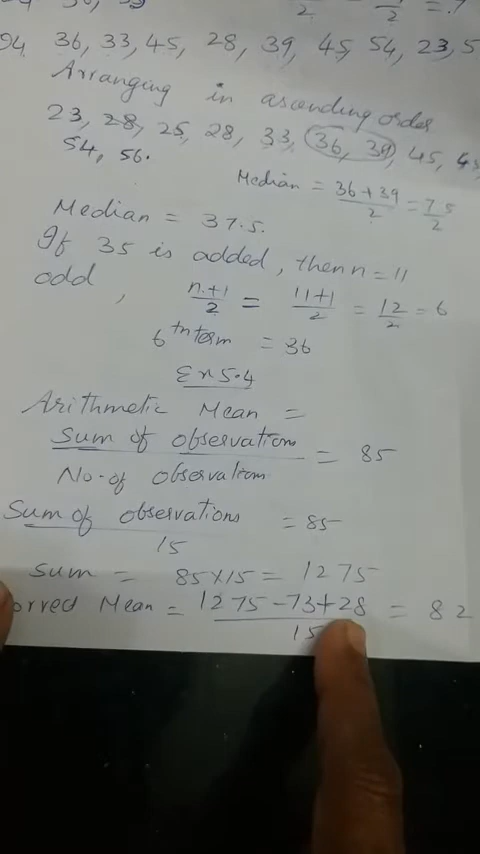 36, 33, 45, 28, 39, 45, 54, 23, 5
Arranging in ascending order
23, 28, 25, 28, 33, 36, 39, 45, 45,
54, 56.
Median = 36+39/2 = 75/2
Median = 37.5.
If 35 is added, then n = 11
odd, n+1/2 = 11+1/2 = 12/2 = 6
6th term = 36
Ex 5.4
Arithmetic Mean =
Sum of observations
No. of observation = 85
Sum of observations/15 = 85
Sum = 85×15 = 1275
orred Mean = 1275-73+28/15 = 82